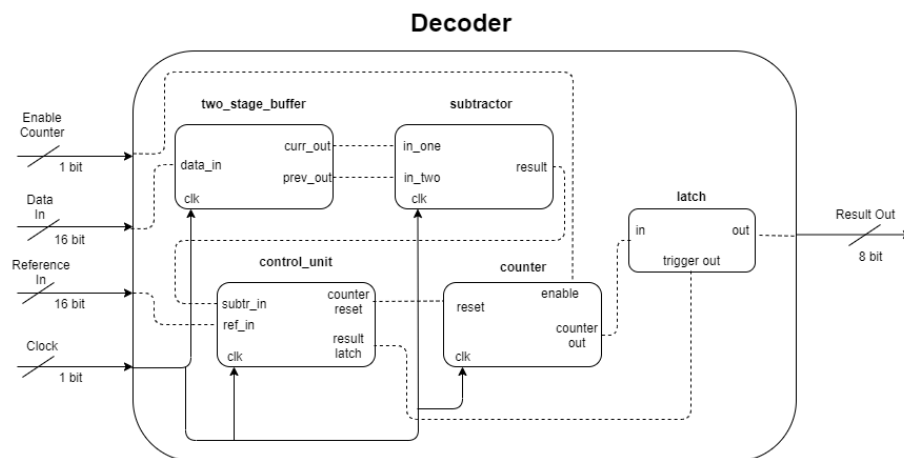 Decoder
Enable
Counter
1 bit
Data
In
16 bit
Reference
In
16 bit
Clock
1 bit
two_stage_buffer
data_in
curr_out
prev_out
clk
subtractor
in_one
in_two
result
clk
control_unit
subtr_in
ref_in
clk
counter
reset
result
latch
counter
reset
enable
counter
out
clk
latch
in
out
trigger out
Result Out
8 bit